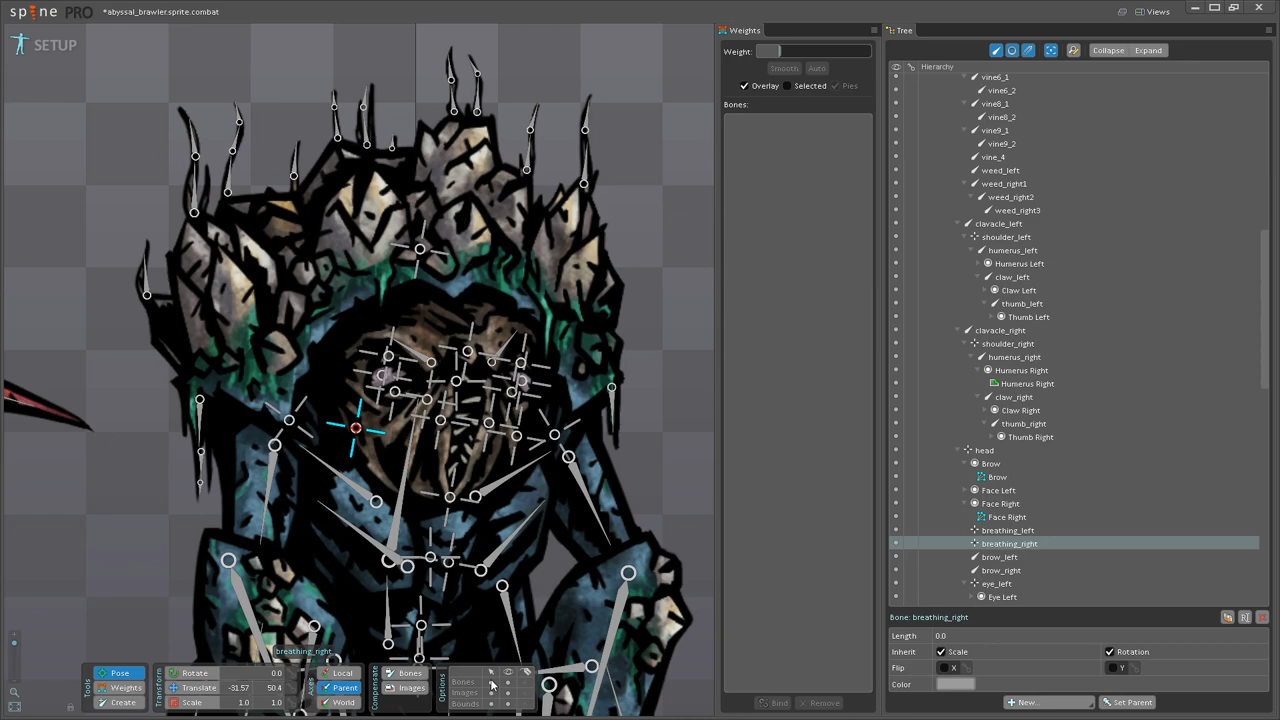 spine PRO
*abyssal_brawler.sprite.combat
Views
SETUP
Weights
Weight:
Smooth
Auto
Overlay
Selected
Pies
Bones:
Bind
Remove
Tree
Collapse
Expand
Hierarchy
vine6_1
vine6_2
vine8_1
vine8_2
vine9_1
vine9_2
vine_4
weed_left
weed_right1
weed_right2
weed_right3
clavacle_left
shoulder_left
humerus_left
Humerus Left
claw_left
Claw Left
thumb_left
Thumb Left
clavacle_right
shoulder_right
humerus_right
Humerus Right
Humerus Right
claw_right
Claw Right
thumb_right
Thumb Right
head
Brow
Brow
Face Left
Face Right
Face Right
breathing_left
breathing_right
brow_left
brow_right
eye_left
Eye Left
Bone: breathing_right
Length
0.0
Inherit
Scale
Rotation
Flip
X
Y
Color
New...
Set Parent
breathing_right
Tools
Pose
Weights
Create
Transform
Rotate 0.0
Translate -31.57 50.4
Scale 1.0 1.0
Axes
Local
Parent
World
Compensate
Bones
Images
Options
Bones
Images
Bounds